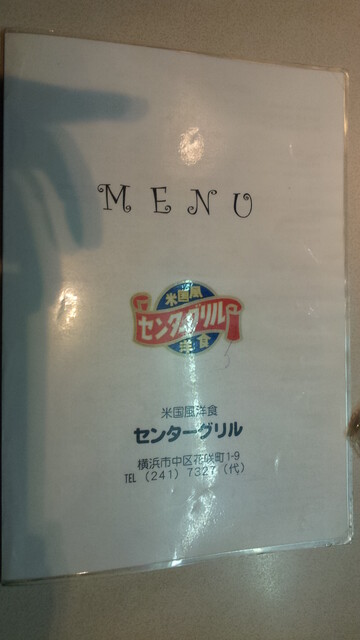 MENU
米国風
センターグリル
洋食
米国風洋食
センターグリル
横浜市中区花咲町1-9
TEL (241) 7327 (代)